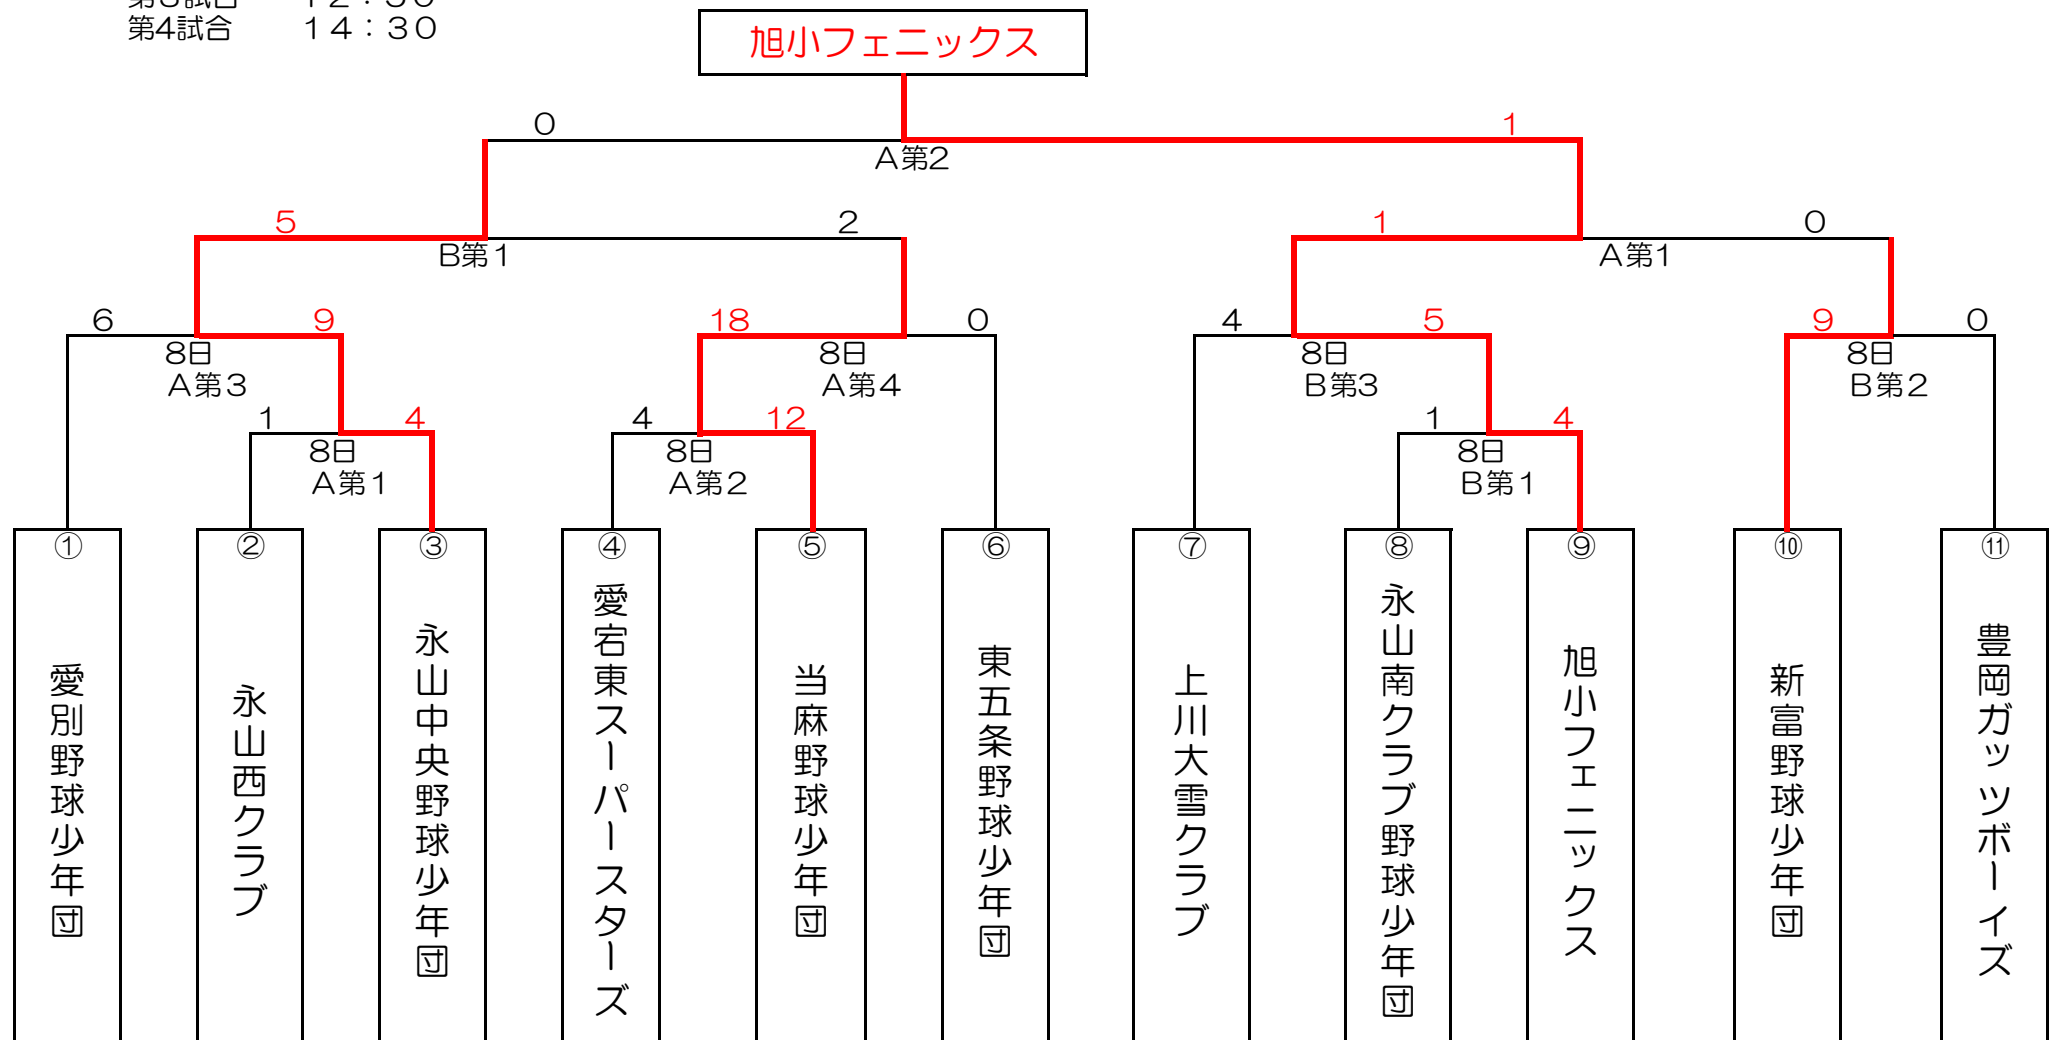 第3試合　１２：３０
第4試合　１４：３０
旭小フェニックス
0
1
A第2
5
2
1
0
B第１
A第1
6
9
18
0
4
5
9
0
8日
A第３
8日
A第４
8日
B第3
8日
B第２
1
4
4
12
1
4
8日
A第１
8日
A第２
8日
B第１
①
②
③
④
⑤
⑥
⑦
⑧
⑨
⑩
⑪
愛別野球少年団
永山西クラブ
永山中央野球少年団
愛宕東スーパースターズ
当麻野球少年団
東五条野球少年団
上川大雪クラブ
永山南クラブ野球少年団
旭小フェニックス
新富野球少年団
豊岡ガッツボーイズ